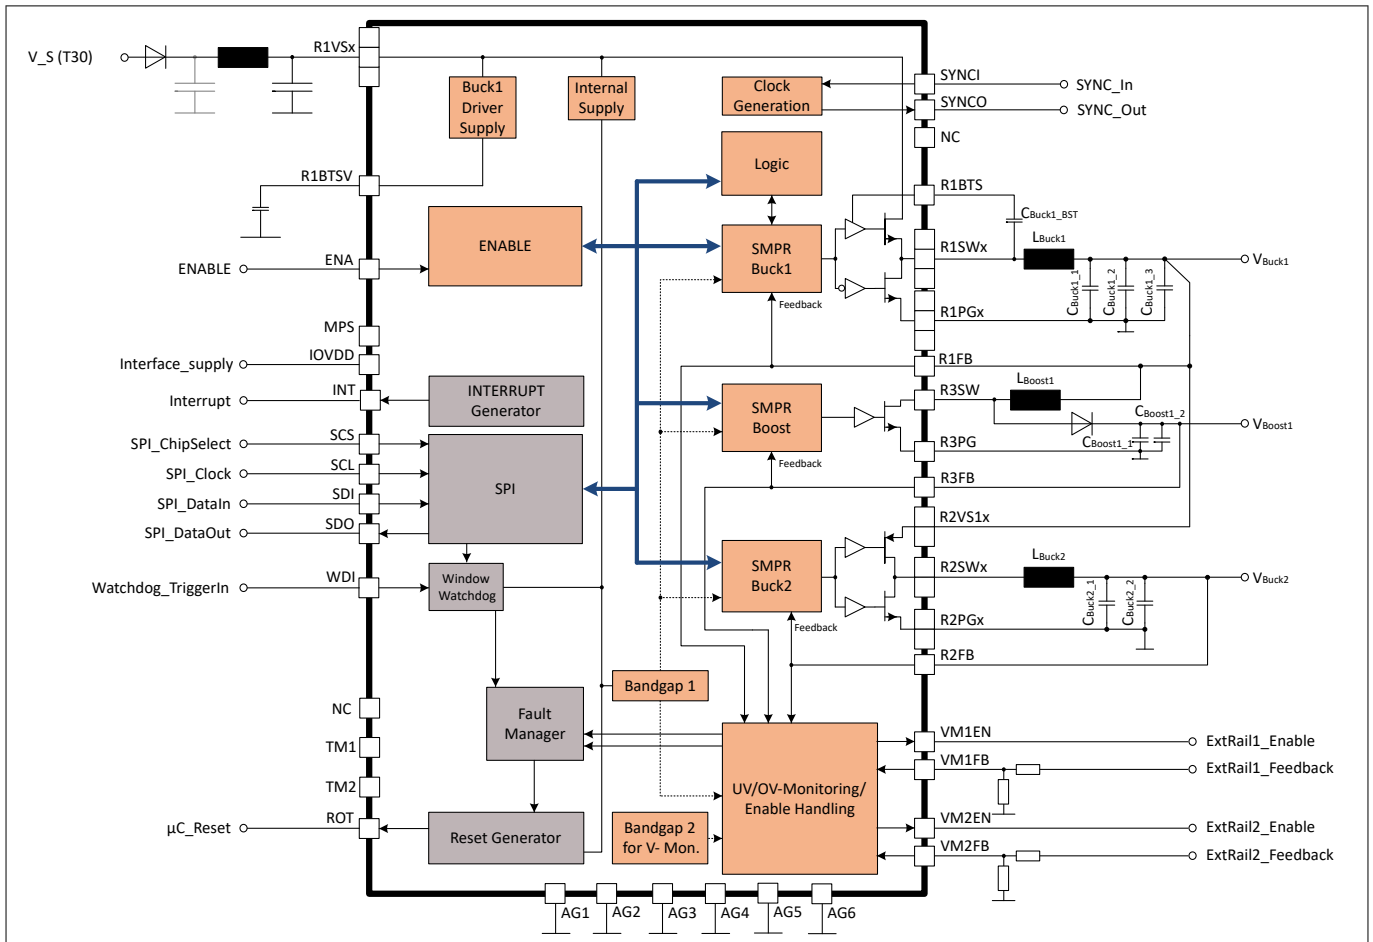 V_S (T30)
R1VSx
Buck1
Driver
Supply
Internal
Supply
Clock
Generation
SYNCI
SYNC_In
SYNCO
SYNC_Out
NC
R1BTSV
Logic
R1BTS
CBuck1_BST
LBuck1
ENABLE
SMPR
Buck1
R1SWx
VBuck1
ENABLE
ENA
CBuck1_1
CBuck1_2
CBuck1_3
Feedback
R1PGx
MPS
IOVDD
Interface_supply
R1FB
INT
Interrupt
INTERRUPT
Generator
SMPR
Boost
R3SW
LBoost1
CBoost1_2
VBoost1
CBoost1_1
R3PG
Feedback
R3FB
SPI_ChipSelect
SCS
SPI_Clock
SCL
SPI
SPI_DataIn
SDI
SPI_DataOut
SDO
R2VS1x
SMPR
Buck2
R2SWx
LBuck2
VBuck2
CBuck2_1
CBuck2_2
Watchdog_TriggerIn
WDI
Window
Watchdog
R2PGx
Feedback
R2FB
Bandgap 1
NC
Fault
Manager
TM1
TM2
VM1EN
ExtRail1_Enable
VM1FB
ExtRail1_Feedback
UV/OV-Monitoring/
Enable Handling
VM2EN
ExtRail2_Enable
VM2FB
ExtRail2_Feedback
µC_Reset
ROT
Reset Generator
Bandgap 2
for V- Mon.
AG1
AG2
AG3
AG4
AG5
AG6